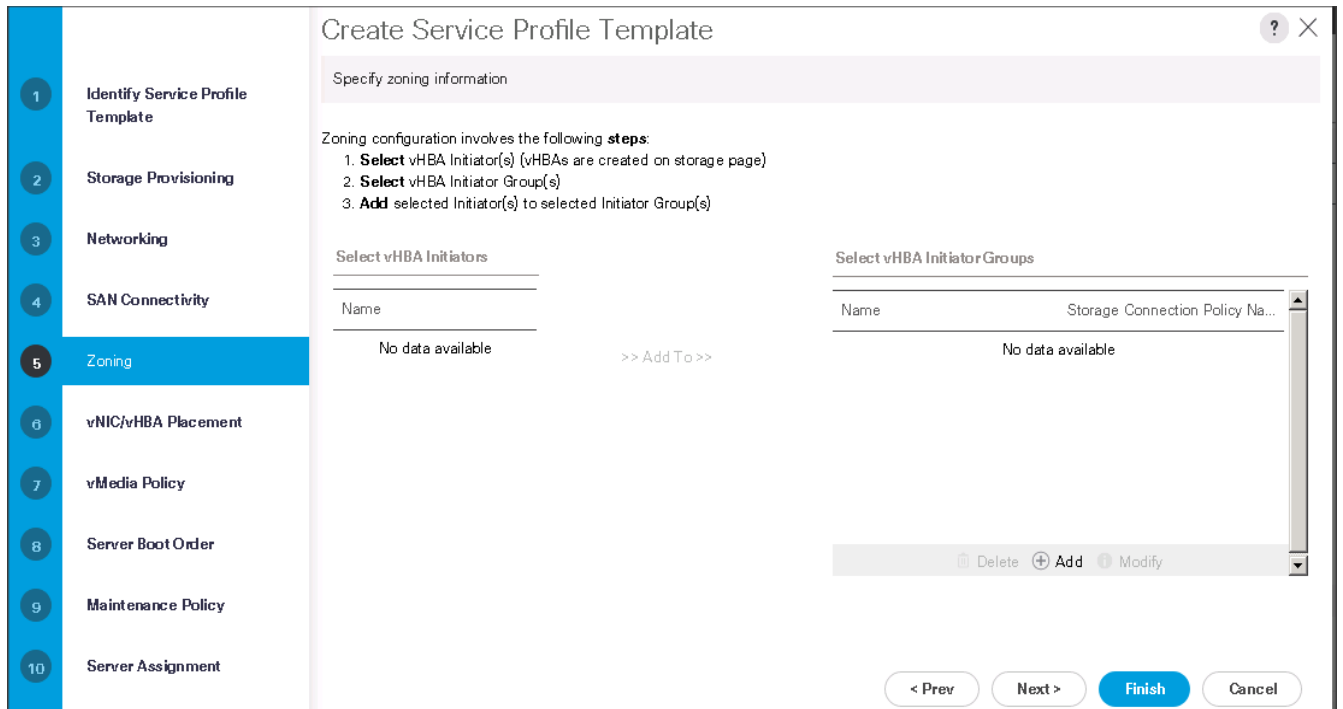 Create Service Profile Template
?
1
Identify Service Profile
Template
2
Storage Provisioning
3
Networking
4
SAN Connectivity
5
Zoning
6
vNIC/vHBA Placement
7
vMedia Policy
8
Server Boot Order
9
Maintenance Policy
10
Server Assignment
Specify zoning information
Zoning configuration involves the following steps:
1. Select vHBA Initiator(s) (vHBAs are created on storage page)
2. Select vHBA Initiator Group(s)
3. Add selected Initiator(s) to selected Initiator Group(s)
Select vHBA Initiators
Name
No data available
>> Add To >>
Select vHBA Initiator Groups
Name Storage Connection Policy Na...
No data available
Delete Add Modify
< Prev Next > Finish Cancel